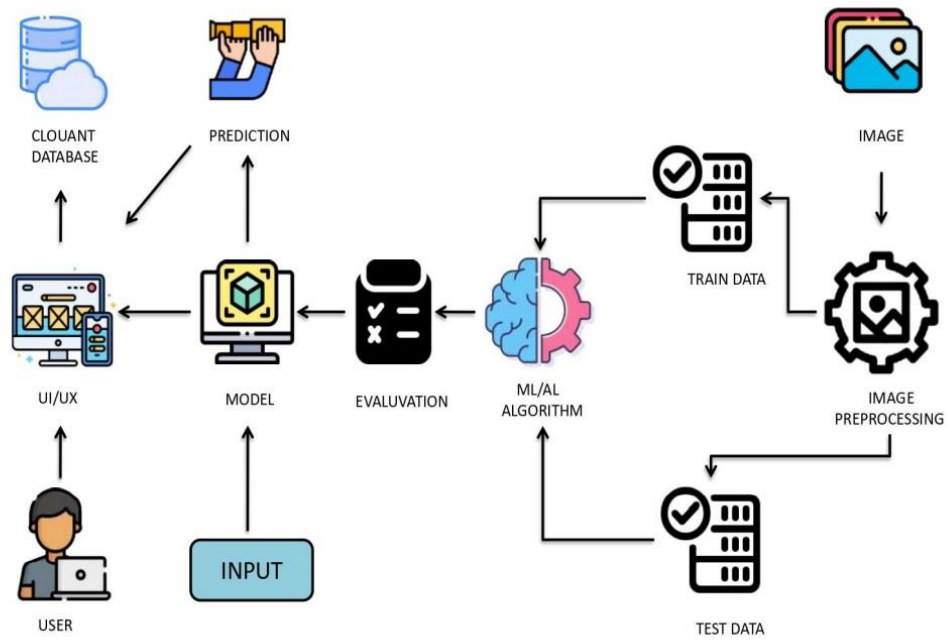 CLOUANT
DATABASE
PREDICTION
IMAGE
TRAIN DATA
UI/UX
MODEL
EVALUVATION
ML/AL
ALGORITHM
IMAGE
PREPROCESSING
INPUT
USER
TEST DATA